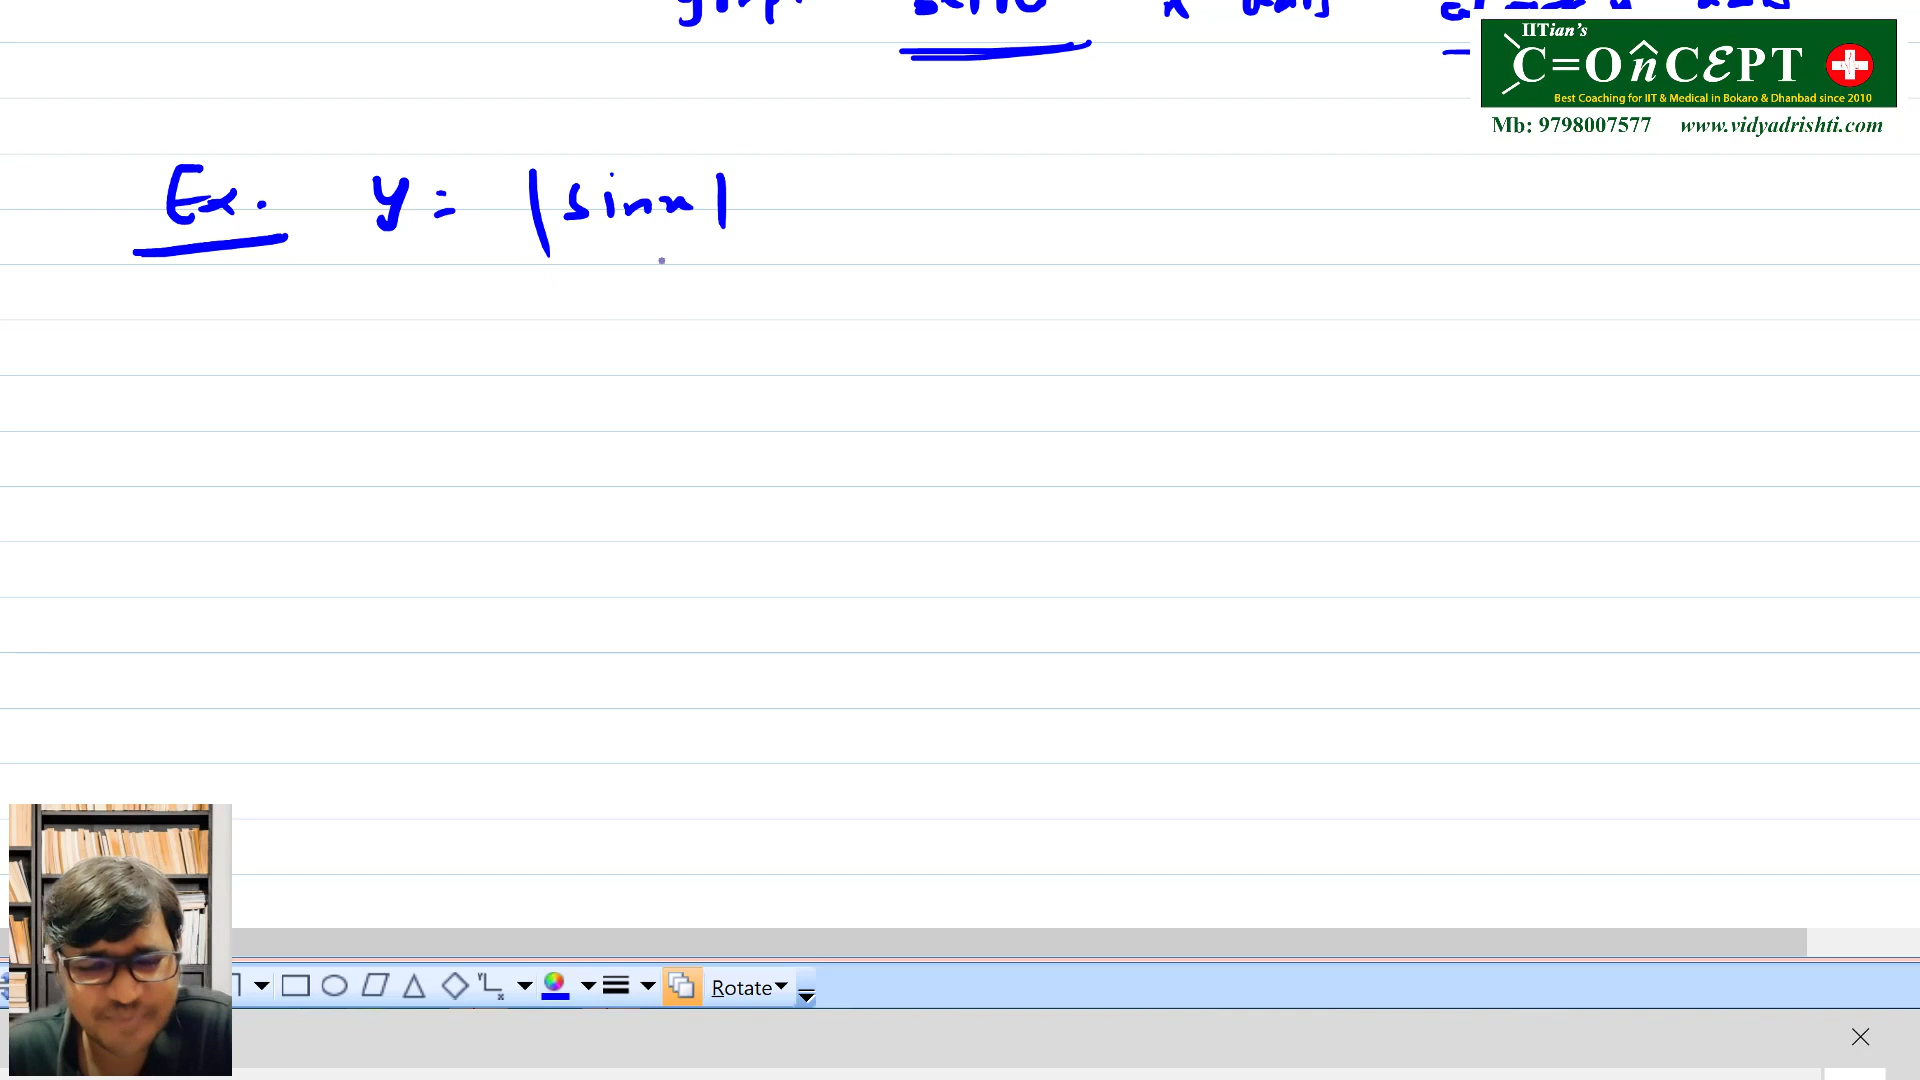 IITian's
C=OnCEPT
Best Coaching for IIT & Medical in Bokaro & Dhanbad since 2010
Mb: 9798007577 www.vidyadrishti.com
Ex. y = |sinx|
Rotate